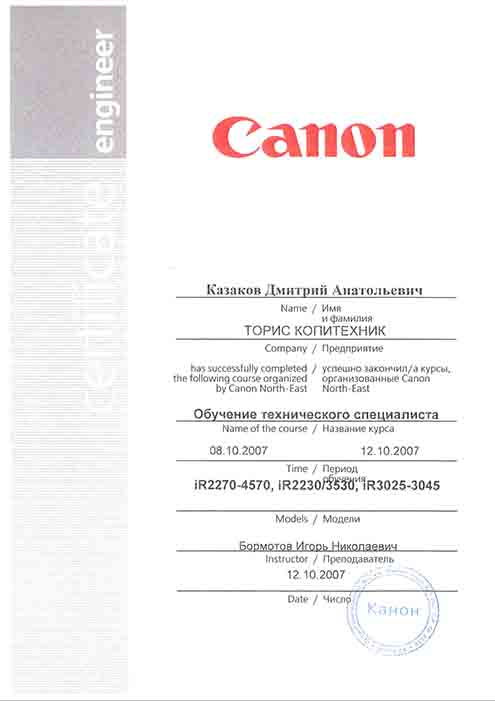 engineer
certificate
Canon
Казаков Дмитрий Анатольевич
Name / Имя
и фамилия
ТОРИС КОПИТЕХНИК
Company / Предприятие
has successfully completed / успешно закончил/а курсы,
the following course organized организованные Canon
by Canon North-East North-East
Обучение технического специалиста
Name of the course / Название курса
08.10.2007 12.10.2007
Time / Период
обучения
iR2270-4570, iR2230/3530, iR3025-3045
Models / Модели
Бормотов Игорь Николаевич
Instructor / Преподаватель
12.10.2007
Date / Число
Канон